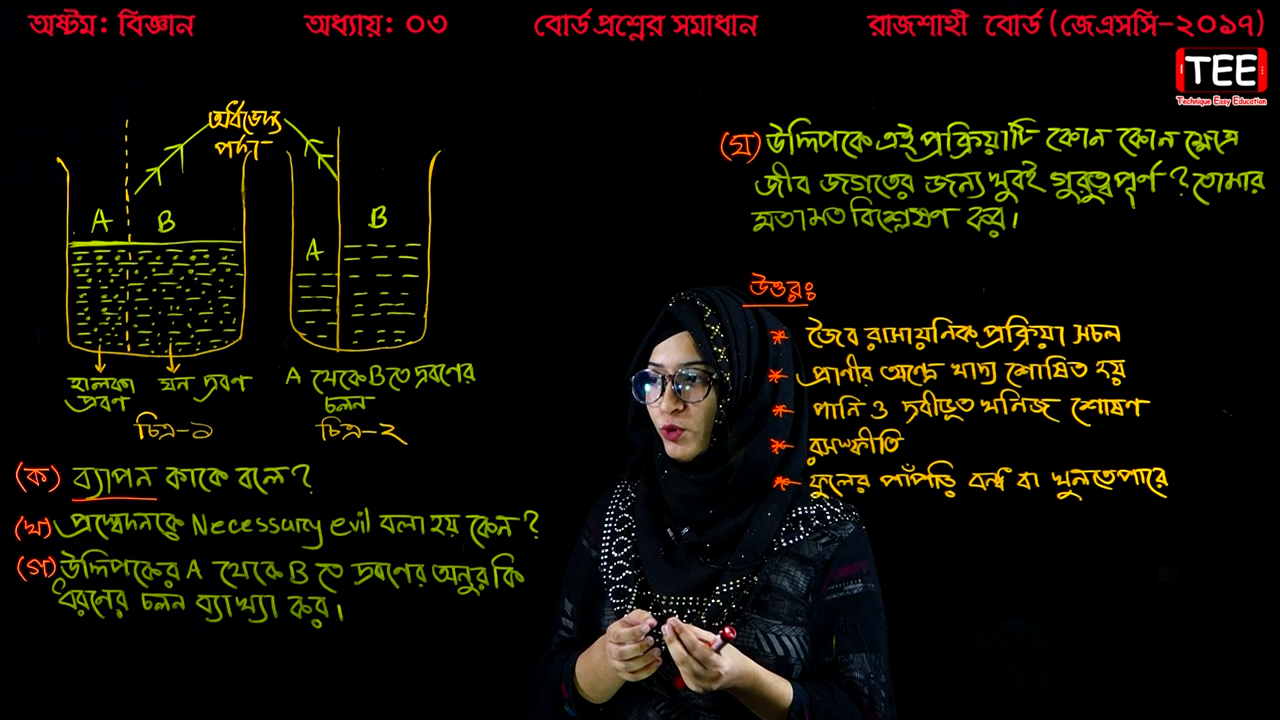 অষ্টম: বিজ্ঞান
অধ্যায়: ০৩
বোর্ড প্রশ্নের সমাধান
রাজশাহী বোর্ড (জেএসসি-২০১৭)
TEE
Technique Easy Education
অর্ধভেদ্য
পর্দা
A
B
A
B
হালকা
দ্রবণ
ঘন দ্রবণ
চিত্র-১
A থেকে B তে দ্রবণের
চলন
চিত্র-২
(ক) ব্যাপন কাকে বলে?
(খ) প্রস্বেদনকে Necessary evil বলা হয় কেন?
(গ) উদ্দিপকের A থেকে B তে দ্রবণের অনুর কি
ধরণের চলন ব্যাখ্যা কর।
(ঘ) উদ্দিপকে এই প্রক্রিয়াটি কোন কোন ক্ষেত্রে
জীব জগতের জন্য খুবই গুরুত্বপূর্ণ? তোমার
মতামত বিশ্লেষণ কর।
উত্তরঃ
* জৈব রাসায়নিক প্রক্রিয়া সচল
* প্রাণীর অন্ত্রে খাদ্য শোষিত হয়
* পানি ও দ্রবীভূত খনিজ শোষণ
* রসস্ফীতি
* ফুলের পাঁপড়ি বন্ধ বা খুলতে পারে